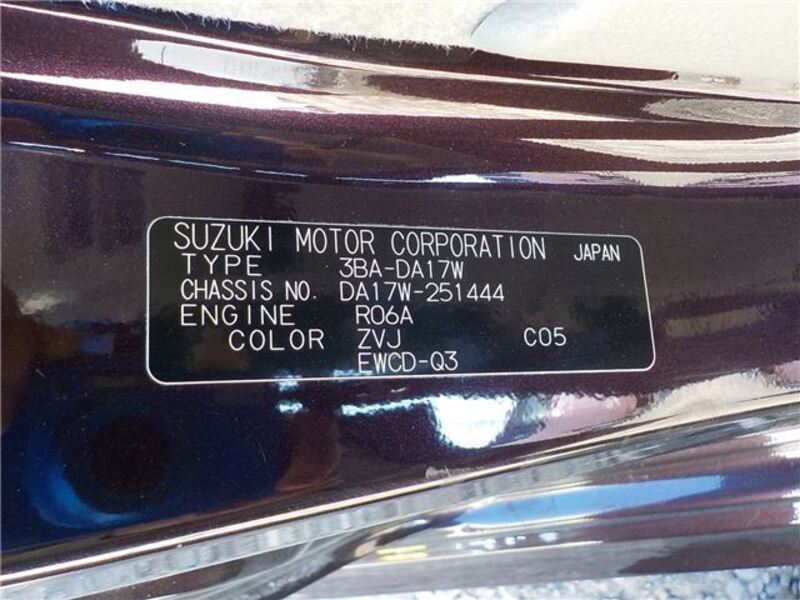 SUZUKI MOTOR CORPORATION JAPAN
TYPE 3BA-DA17W
CHASSIS NO. DA17W-251444
ENGINE R06A
COLOR ZVJ C05
EWCD-Q3